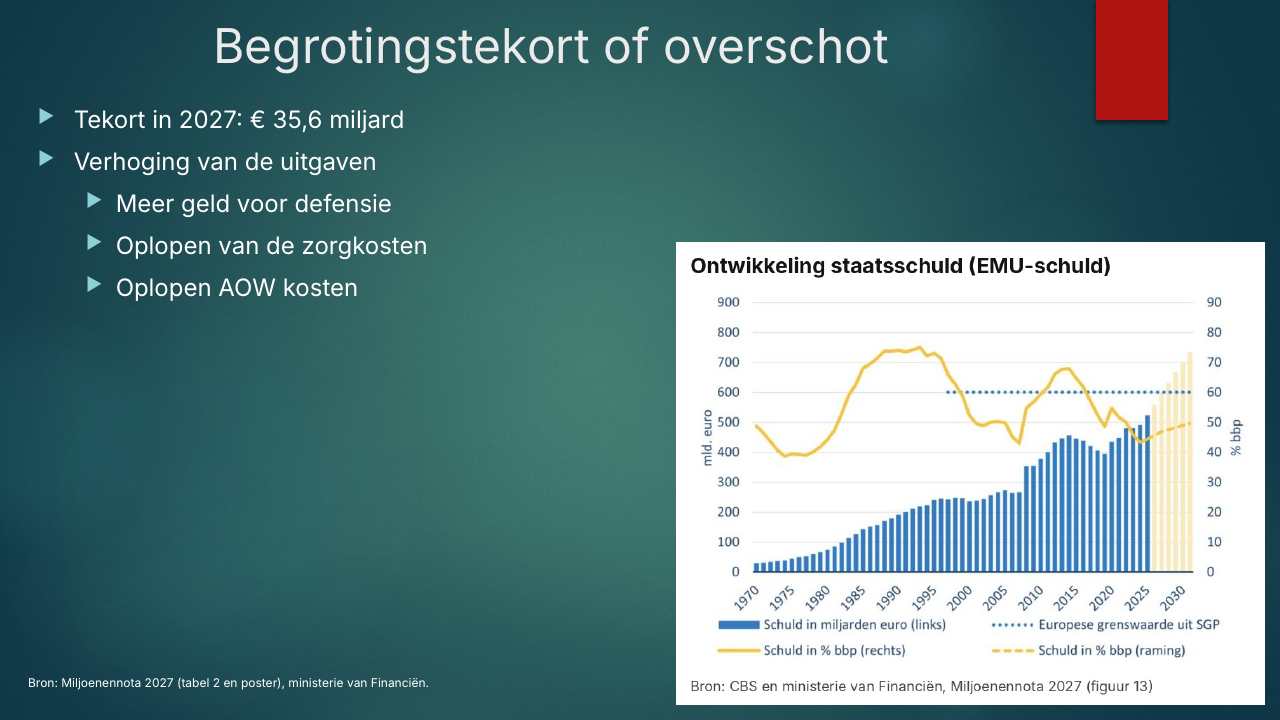 Begrotingstekort of overschot
Tekort in 2027: € 35,6 miljard
Verhoging van de uitgaven
Meer geld voor defensie
Oplopen van de zorgkosten
Oplopen AOW kosten
Ontwikkeling staatsschuld (EMU-schuld)
900 90
800 80
700 70
600 60
500 50
400 40
300 30
200 20
100 10
0 0
mld. euro
% bbp
1970 1975 1980 1985 1990 1995 2000 2005 2010 2015 2020 2025 2030
Schuld in miljarden euro (links) Europese grenswaarde uit SGP
Schuld in % bbp (rechts) Schuld in % bbp (raming)
Bron: CBS en ministerie van Financiën, Miljoenennota 2027 (figuur 13)
Bron: Miljoenennota 2027 (tabel 2 en poster), ministerie van Financiën.